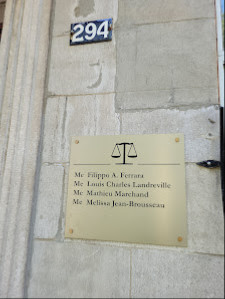 294
Me Filippo A. Ferrara
Me Louis Charles Landreville
Me Mathieu Marchand
Me Melissa Jean-Brousseau